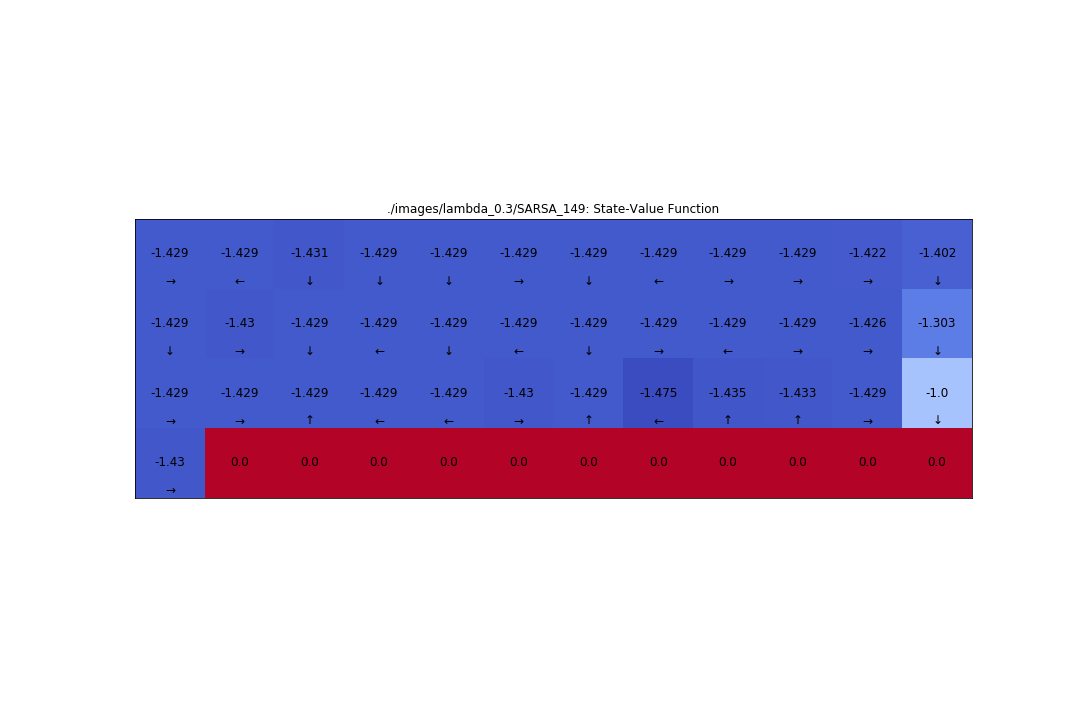 ./images/lambda_0.3/SARSA_149: State-Value Function
-1.429 -1.429 -1.431 -1.429 -1.429 -1.429 -1.429 -1.429 -1.429 -1.429 -1.422 -1.402
→ ← ↓ ↓ ↓ → ↓ ← → → → ↓
-1.429 -1.43 -1.429 -1.429 -1.429 -1.429 -1.429 -1.429 -1.429 -1.429 -1.426 -1.303
↓ → ↓ ← ↓ ← ↓ → ← → → ↓
-1.429 -1.429 -1.429 -1.429 -1.429 -1.43 -1.429 -1.475 -1.435 -1.433 -1.429 -1.0
→ → ↑ ← ← → ↑ ← ↑ ↑ → ↓
-1.43 0.0 0.0 0.0 0.0 0.0 0.0 0.0 0.0 0.0 0.0 0.0
→